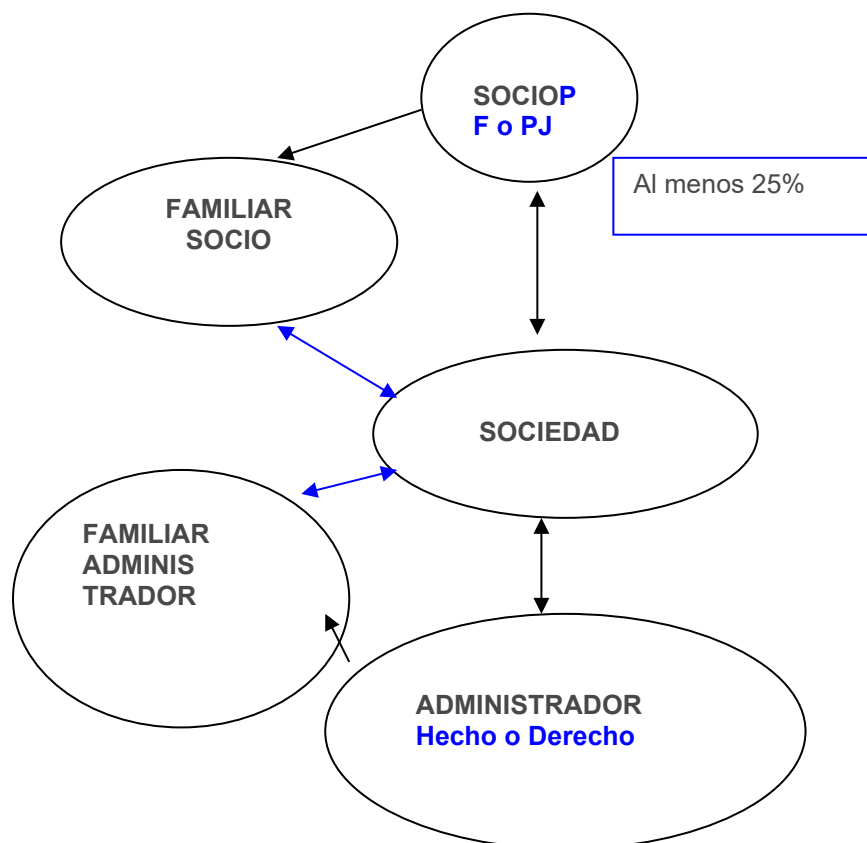 SOCIOP
F o PJ
Al menos 25%
FAMILIAR
SOCIO
SOCIEDAD
FAMILIAR
ADMINIS
TRADOR
ADMINISTRADOR
Hecho o Derecho